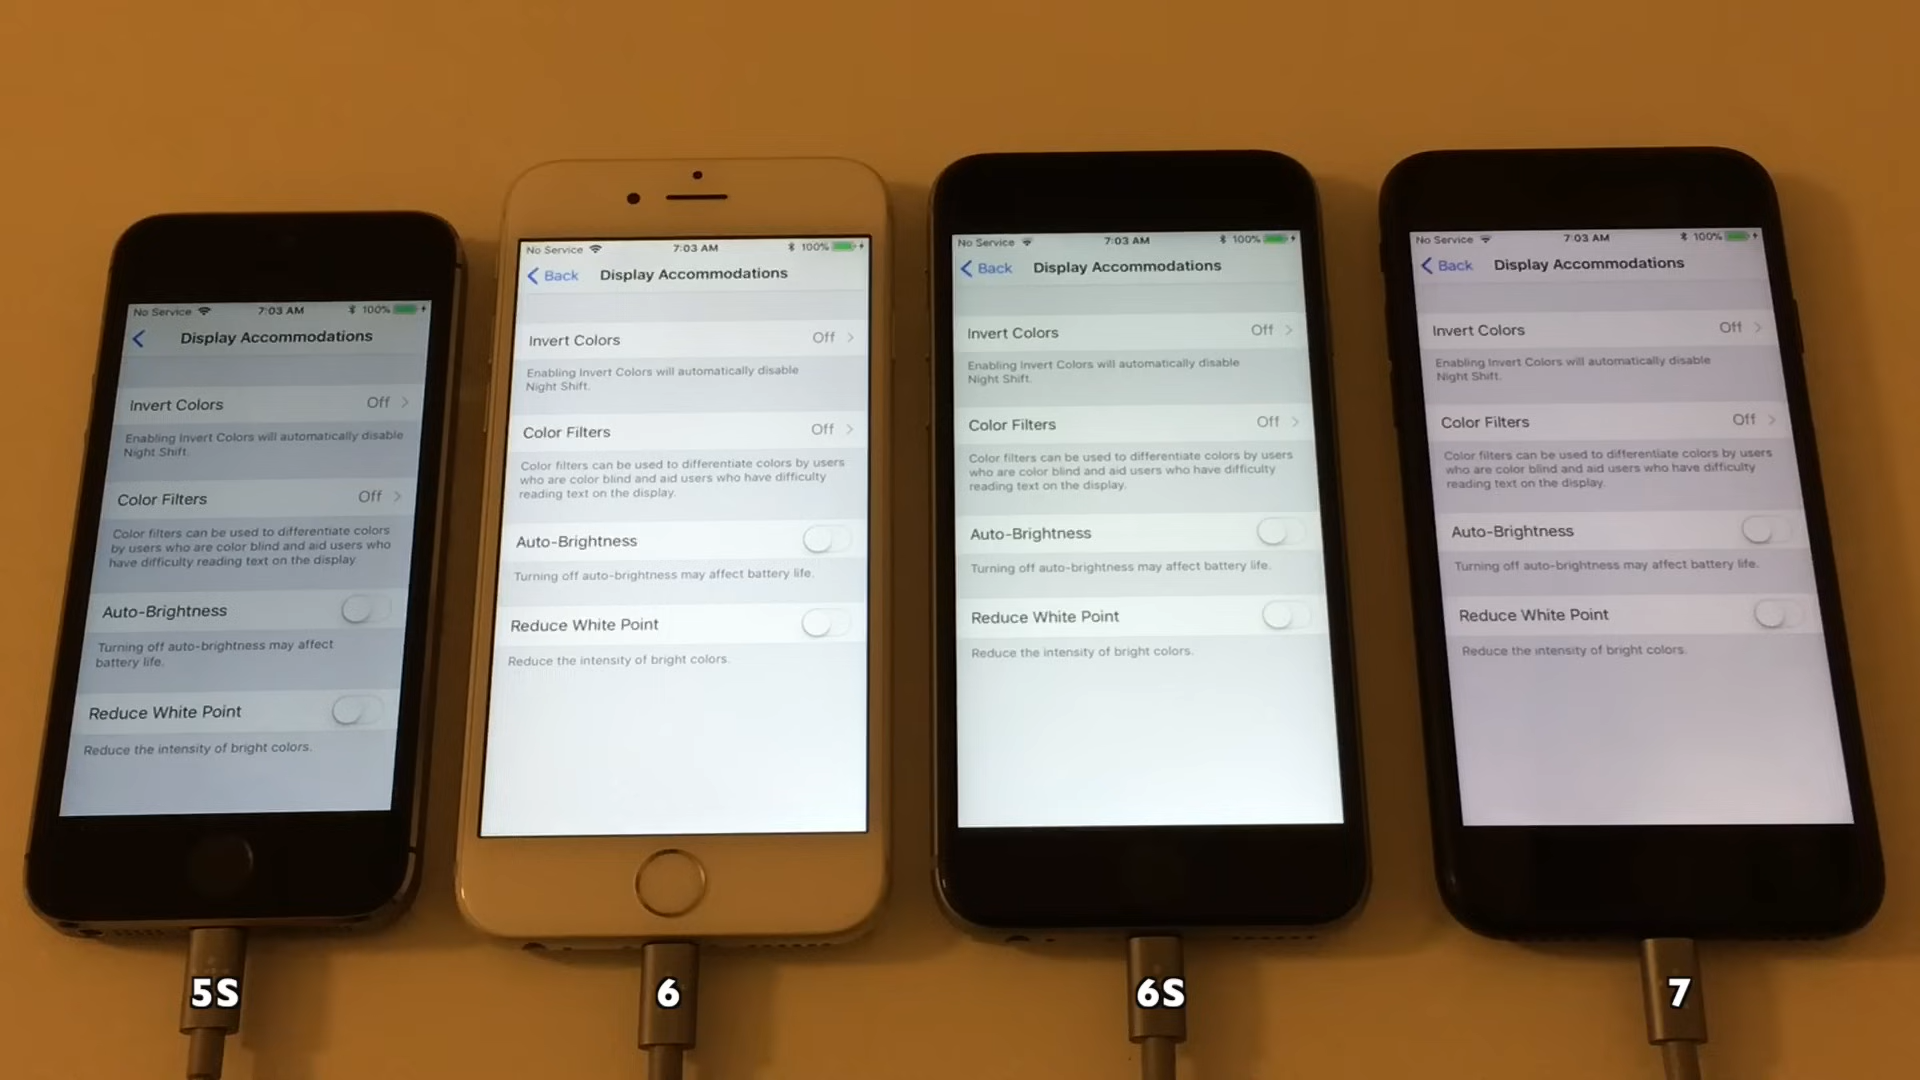 No Service 7:03 AM 100%
Display Accommodations
Invert Colors Off
Enabling Invert Colors will automatically disable
Night Shift.
Color Filters Off
Color filters can be used to differentiate colors
by users who are color blind and aid users who
have difficulty reading text on the display.
Auto-Brightness
Turning off auto-brightness may affect
battery life.
Reduce White Point
Reduce the intensity of bright colors.
5S
No Service 7:03 AM 100%
Back Display Accommodations
Invert Colors Off
Enabling Invert Colors will automatically disable
Night Shift.
Color Filters Off
Color filters can be used to differentiate colors by users
who are color blind and aid users who have difficulty
reading text on the display.
Auto-Brightness
Turning off auto-brightness may affect battery life.
Reduce White Point
Reduce the intensity of bright colors.
6
No Service 7:03 AM 100%
Back Display Accommodations
Invert Colors Off
Enabling Invert Colors will automatically disable
Night Shift.
Color Filters Off
Color filters can be used to differentiate colors by users
who are color blind and aid users who have difficulty
reading text on the display.
Auto-Brightness
Turning off auto-brightness may affect battery life.
Reduce White Point
Reduce the intensity of bright colors.
6S
No Service 7:03 AM 100%
Back Display Accommodations
Invert Colors Off
Enabling Invert Colors will automatically disable
Night Shift.
Color Filters Off
Color filters can be used to differentiate colors by users
who are color blind and aid users who have difficulty
reading text on the display.
Auto-Brightness
Turning off auto-brightness may affect battery life.
Reduce White Point
Reduce the intensity of bright colors.
7